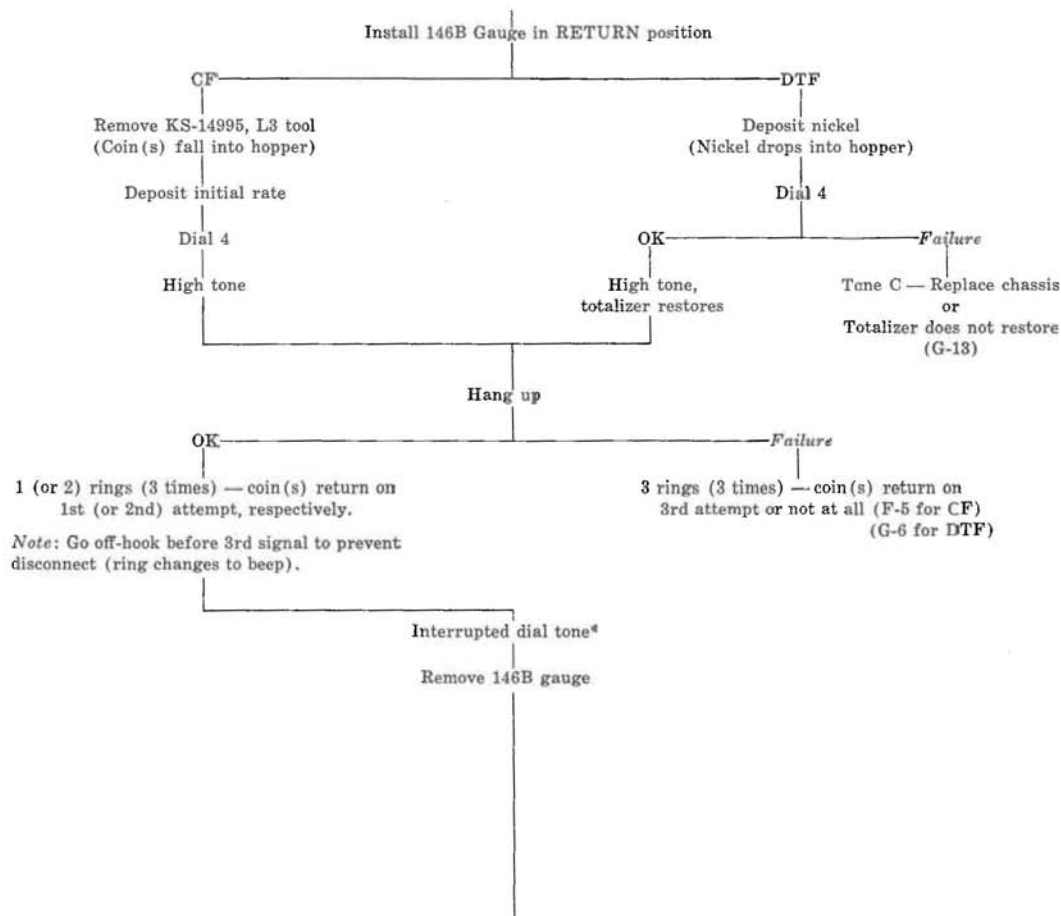 Install 146B Gauge in RETURN position
CF
DTF
Remove KS-14995, L3 tool
(Coin(s) fall into hopper)
Deposit nickel
(Nickel drops into hopper)
Deposit initial rate
Dial 4
Dial 4
OK
Failure
High tone
High tone,
totalizer restores
Tone C — Replace chassis
or
Totalizer does not restore
(G-13)
Hang up
OK
Failure
1 (or 2) rings (3 times) — coin(s) return on
1st (or 2nd) attempt, respectively.
3 rings (3 times) — coin(s) return on
3rd attempt or not at all (F-5 for CF)
(G-6 for DTF)
Note: Go off-hook before 3rd signal to prevent
disconnect (ring changes to beep).
Interrupted dial tone*
Remove 146B gauge